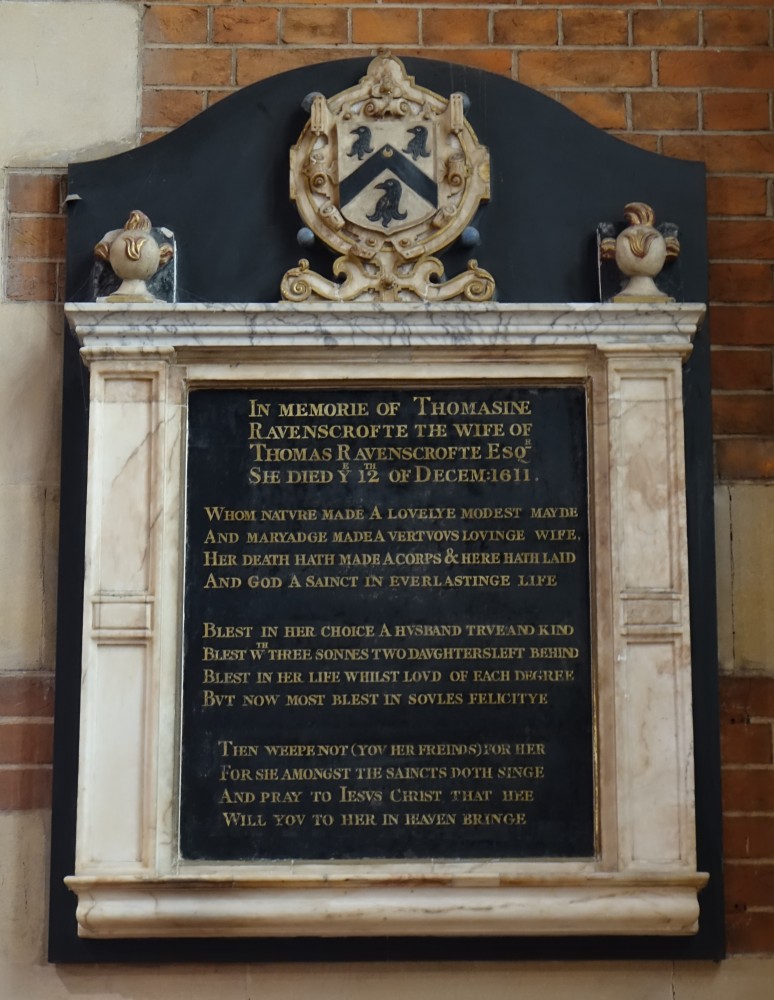 IN MEMORIE OF THOMASINE
RAVENSCROFTE THE WIFE OF
THOMAS RAVENSCROFTE ESQR
SHE DIED YE 12TH OF DECEM:1611.
WHOM NATVRE MADE A LOVELYE MODEST MAYDE
AND MARYADGE MADE A VERTVOVS LOVINGE WIFE,
HER DEATH HATH MADE A CORPS & HERE HATH LAID
AND GOD A SAINCT IN EVERLASTINGE LIFE
BLEST IN HER CHOICE A HVSBAND TRVE AND KIND
BLEST WTH THREE SONNES TWO DAVGHTERS LEFT BEHIND
BLEST IN HER LIFE WHILST LOVD OF EACH DEGREE
BVT NOW MOST BLEST IN SOVLES FELICITYE
THEN WEEPE NOT (YOV HER FREINDS) FOR HER
FOR SHE AMONGST THE SAINCTS DOTH SINGE
AND PRAY TO IESVS CHRIST THAT HEE
WILL YOV TO HER IN HEAVEN BRINGE